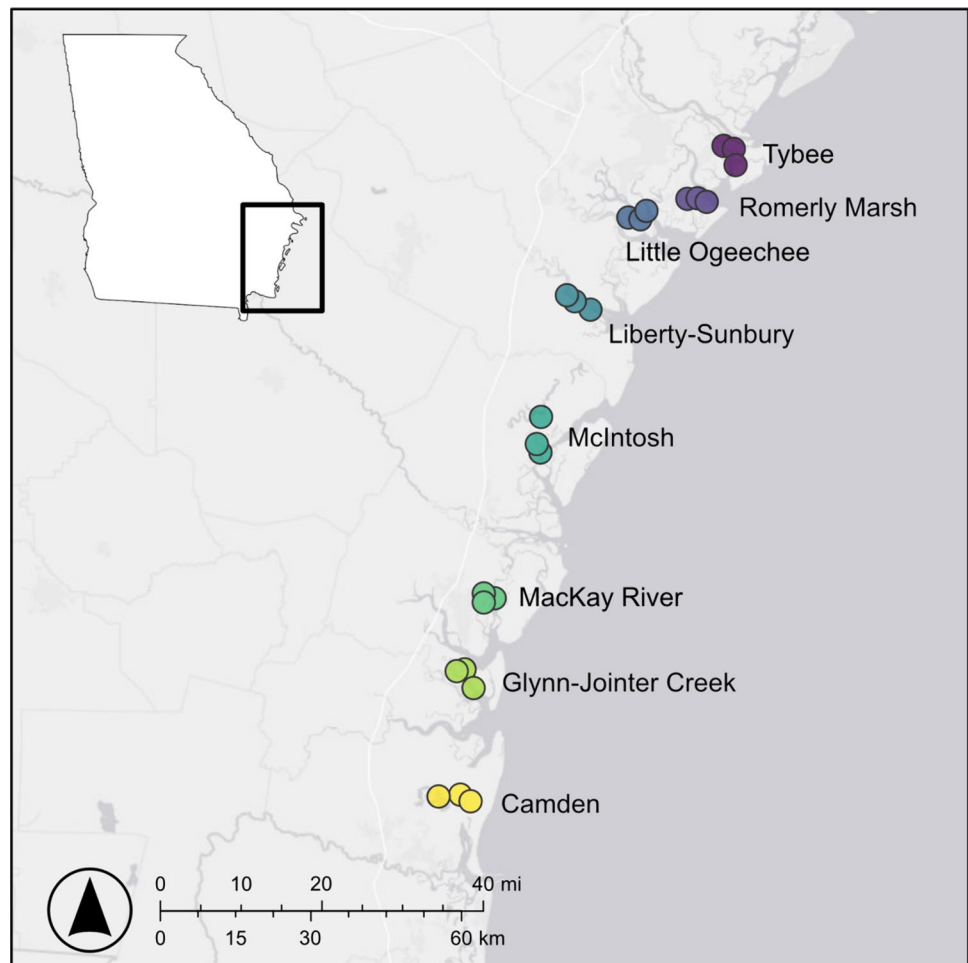 Tybee
Romerly Marsh
Little Ogeechee
Liberty-Sunbury
McIntosh
MacKay River
Glynn-Jointer Creek
Camden
0 10 20 40 mi
0 15 30 60 km